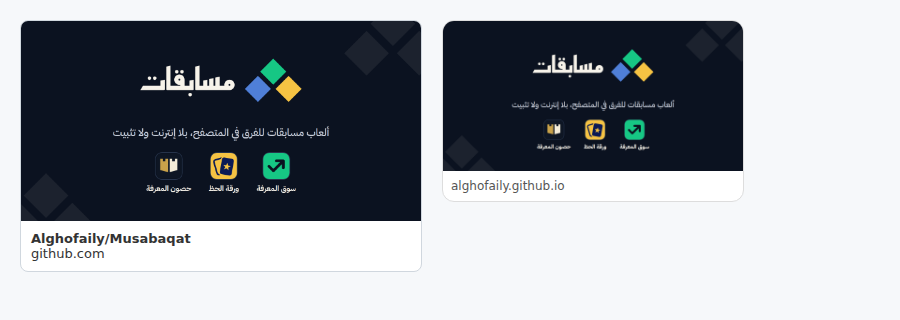 مسابقات
ألعاب مسابقات للفرق في المتصفح، بلا إنترنت ولا تثبيت
سوق المعرفة
ورقة الحظ
حصون المعرفة
Alghofaily/Musabaqat
github.com
مسابقات
ألعاب مسابقات للفرق في المتصفح، بلا إنترنت ولا تثبيت
سوق المعرفة
ورقة الحظ
حصون المعرفة
alghofaily.github.io